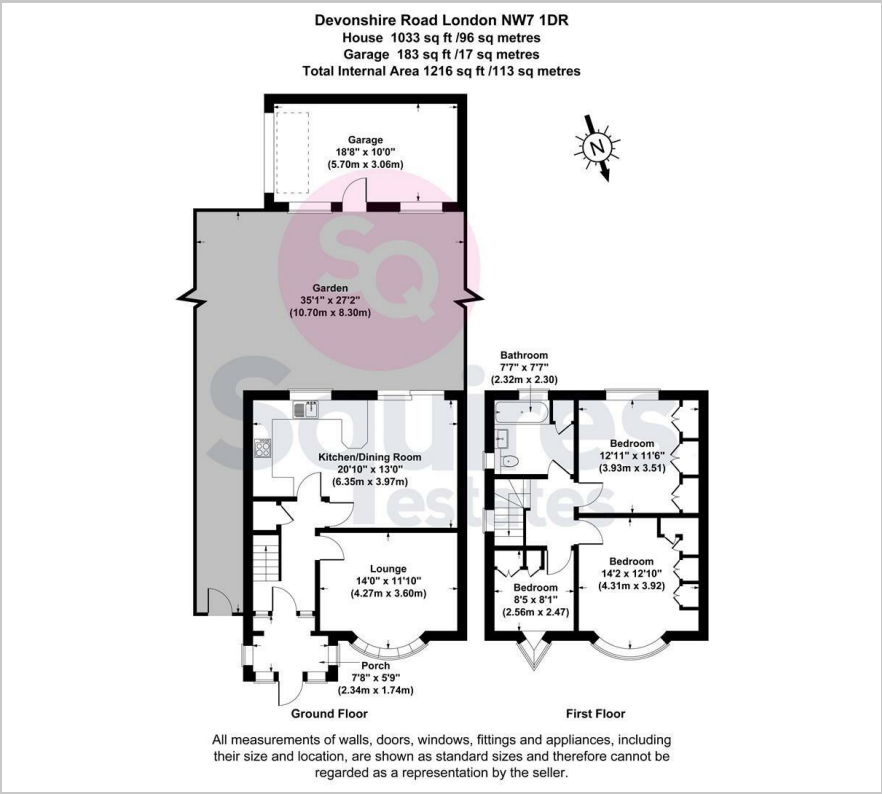 Devonshire Road London NW7 1DR
House 1033 sq ft /96 sq metres
Garage 183 sq ft /17 sq metres
Total Internal Area 1216 sq ft /113 sq metres
Garage
18'8" x 10'0"
(5.70m x 3.06m)
N
SQ
Garden
35'1" x 27'2"
(10.70m x 8.30m)
Squires
estates
Bathroom
7'7" x 7'7"
(2.32m x 2.30)
Kitchen/Dining Room
20'10" x 13'0"
(6.35m x 3.97m)
Bedroom
12'11" x 11'6"
(3.93m x 3.51)
Lounge
14'0" x 11'10"
(4.27m x 3.60m)
Bedroom
14'2 x 12'10"
(4.31m x 3.92)
Bedroom
8'5 x 8'1"
(2.56m x 2.47)
Porch
7'8" x 5'9"
(2.34m x 1.74m)
Ground Floor
First Floor
All measurements of walls, doors, windows, fittings and appliances, including
their size and location, are shown as standard sizes and therefore cannot be
regarded as a representation by the seller.